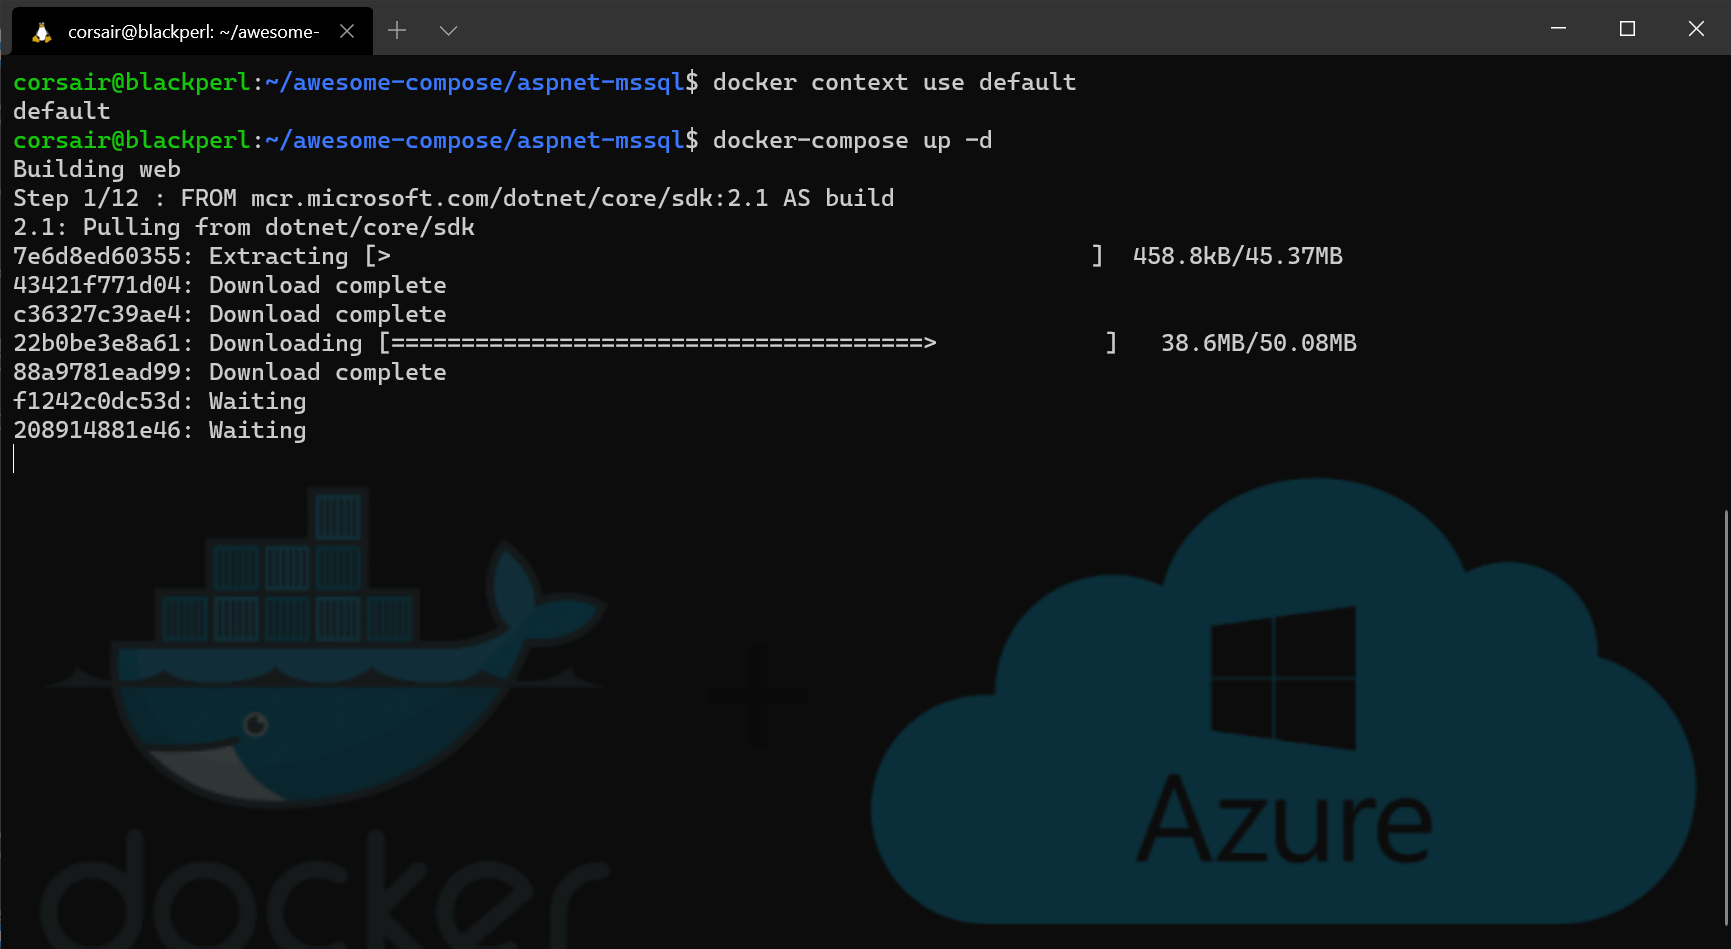 corsair@blackperl: ~/awesome-
corsair@blackperl:~/awesome-compose/aspnet-mssql$ docker context use default
default
corsair@blackperl:~/awesome-compose/aspnet-mssql$ docker-compose up -d
Building web
Step 1/12 : FROM mcr.microsoft.com/dotnet/core/sdk:2.1 AS build
2.1: Pulling from dotnet/core/sdk
7e6d8ed60355: Extracting [>                                                  ]  458.8kB/45.37MB
43421f771d04: Download complete
c36327c39ae4: Download complete
22b0be3e8a61: Downloading [======================================>            ]   38.6MB/50.08MB
88a9781ead99: Download complete
f1242c0dc53d: Waiting
208914881e46: Waiting
docker
Azure